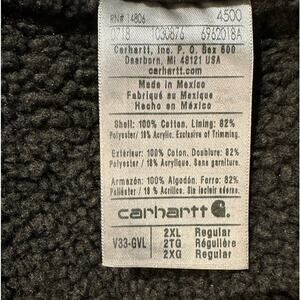 RN# 14806 4500
0718 1030876 6962018A
Carhartt, Inc. P.O. Box 600
Dearborn, MI 48121 USA
carhartt.com
Made in Mexico
Fabriqué au Mexique
Hecho en México
Shell: 100% Cotton. Lining: 82%
Polyester/ 18% Acrylic. Exclusive of Trimming.
Extérieur: 100% Coton. Doublure: 82%
Polyester/ 18% Acrylique. Sans garniture.
Armazón: 100% Algodón. Forro: 82%
Poliéster / 18% Acrílico. Sin incluir adornos.
carhartt
V33-GVL 2XL Regular
2TG Régulière
2XG Regular